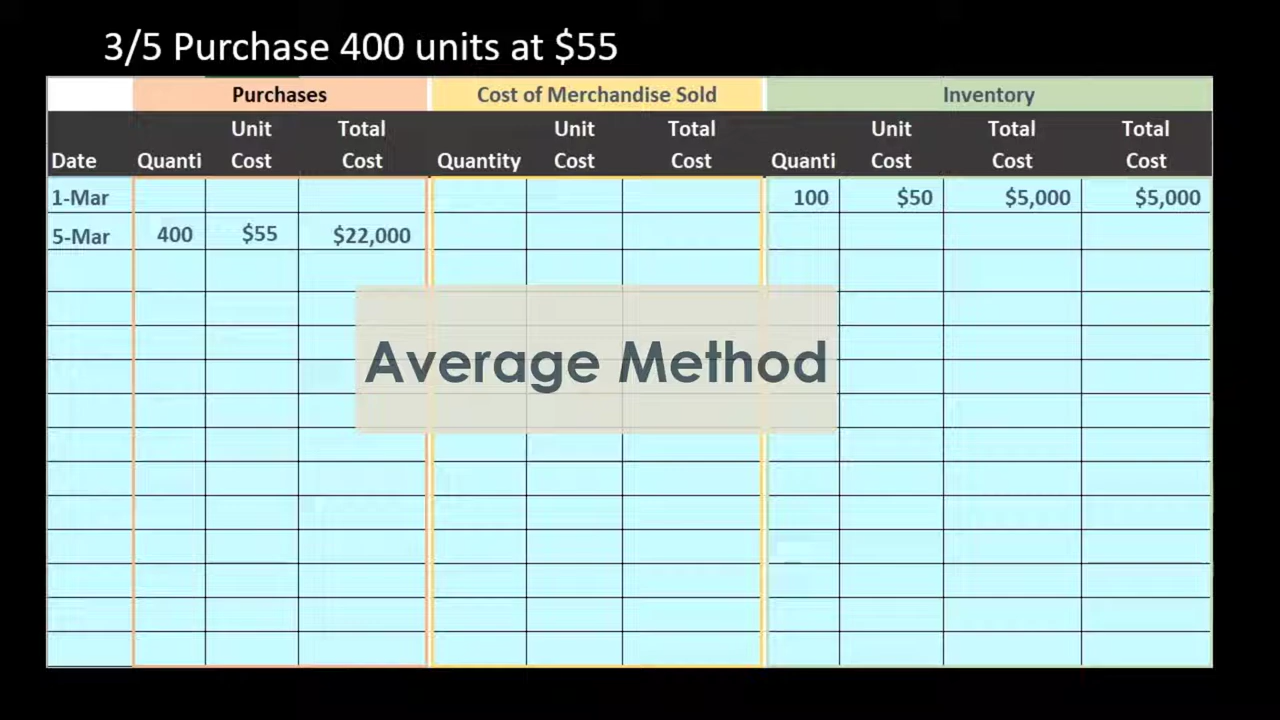 3/5 Purchase 400 units at $55
Purchases Cost of Merchandise Sold Inventory
Unit Total Unit Total Unit Total Total
Date Quanti Cost Cost Quantity Cost Cost Quanti Cost Cost Cost
1-Mar 100 $50 $5,000 $5,000
5-Mar 400 $55 $22,000
Average Method